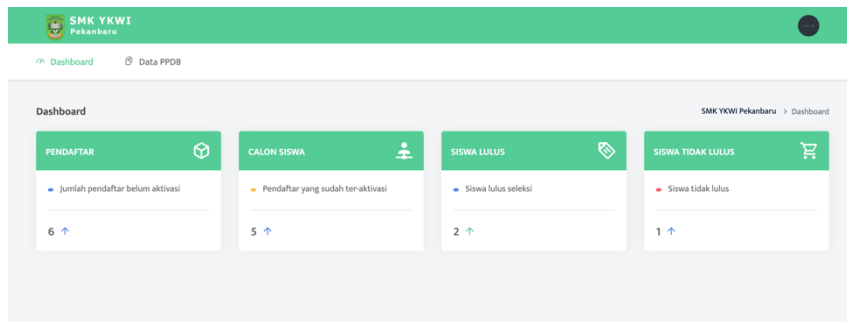 SMK YKWI
Pekanbaru
Dashboard
Data PPDB
Dashboard
SMK YKWI Pekanbaru > Dashboard
PENDAFTAR
Jumlah pendaftar belum aktivasi
6
CALON SISWA
Pendaftar yang sudah ter-aktivasi
5
SISWA LULUS
Siswa lulus seleksi
2
SISWA TIDAK LULUS
Siswa tidak lulus
1